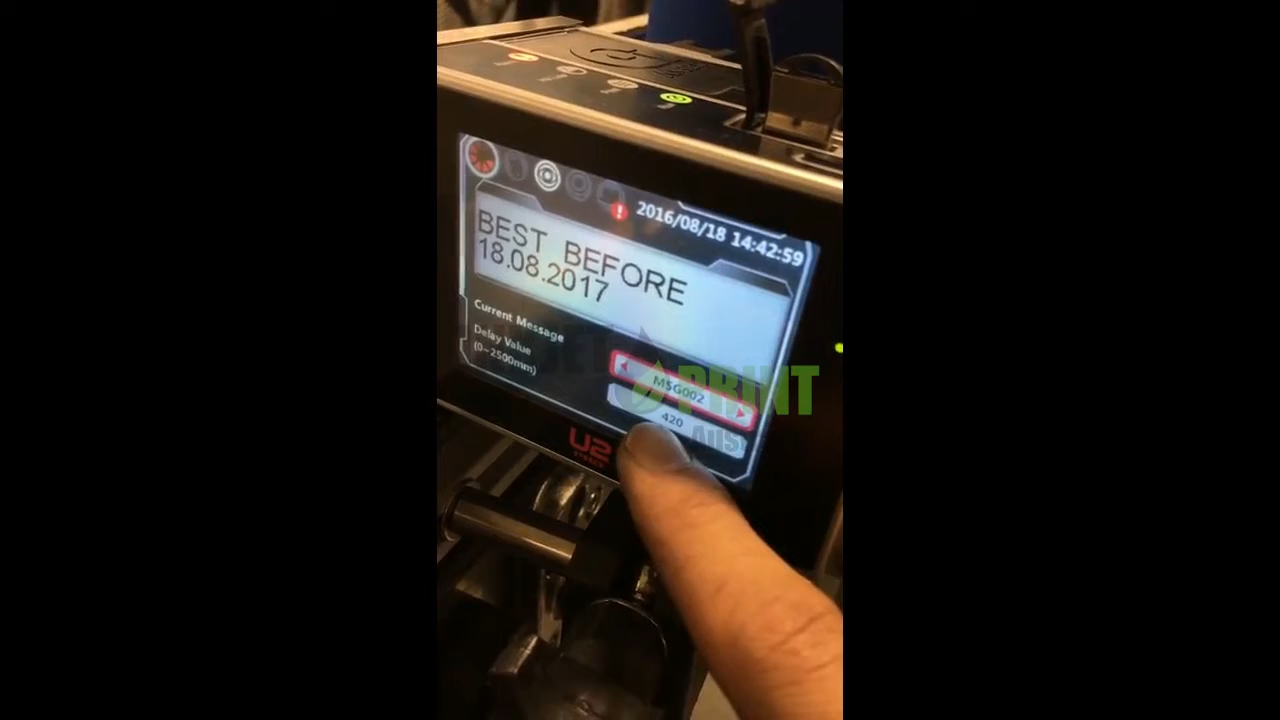 2016/08/18 14:42:59
BEST BEFORE
18.08.2017
Current Message
MSG002
Delay Value
(0~2500mm)
420
U2
PRINT